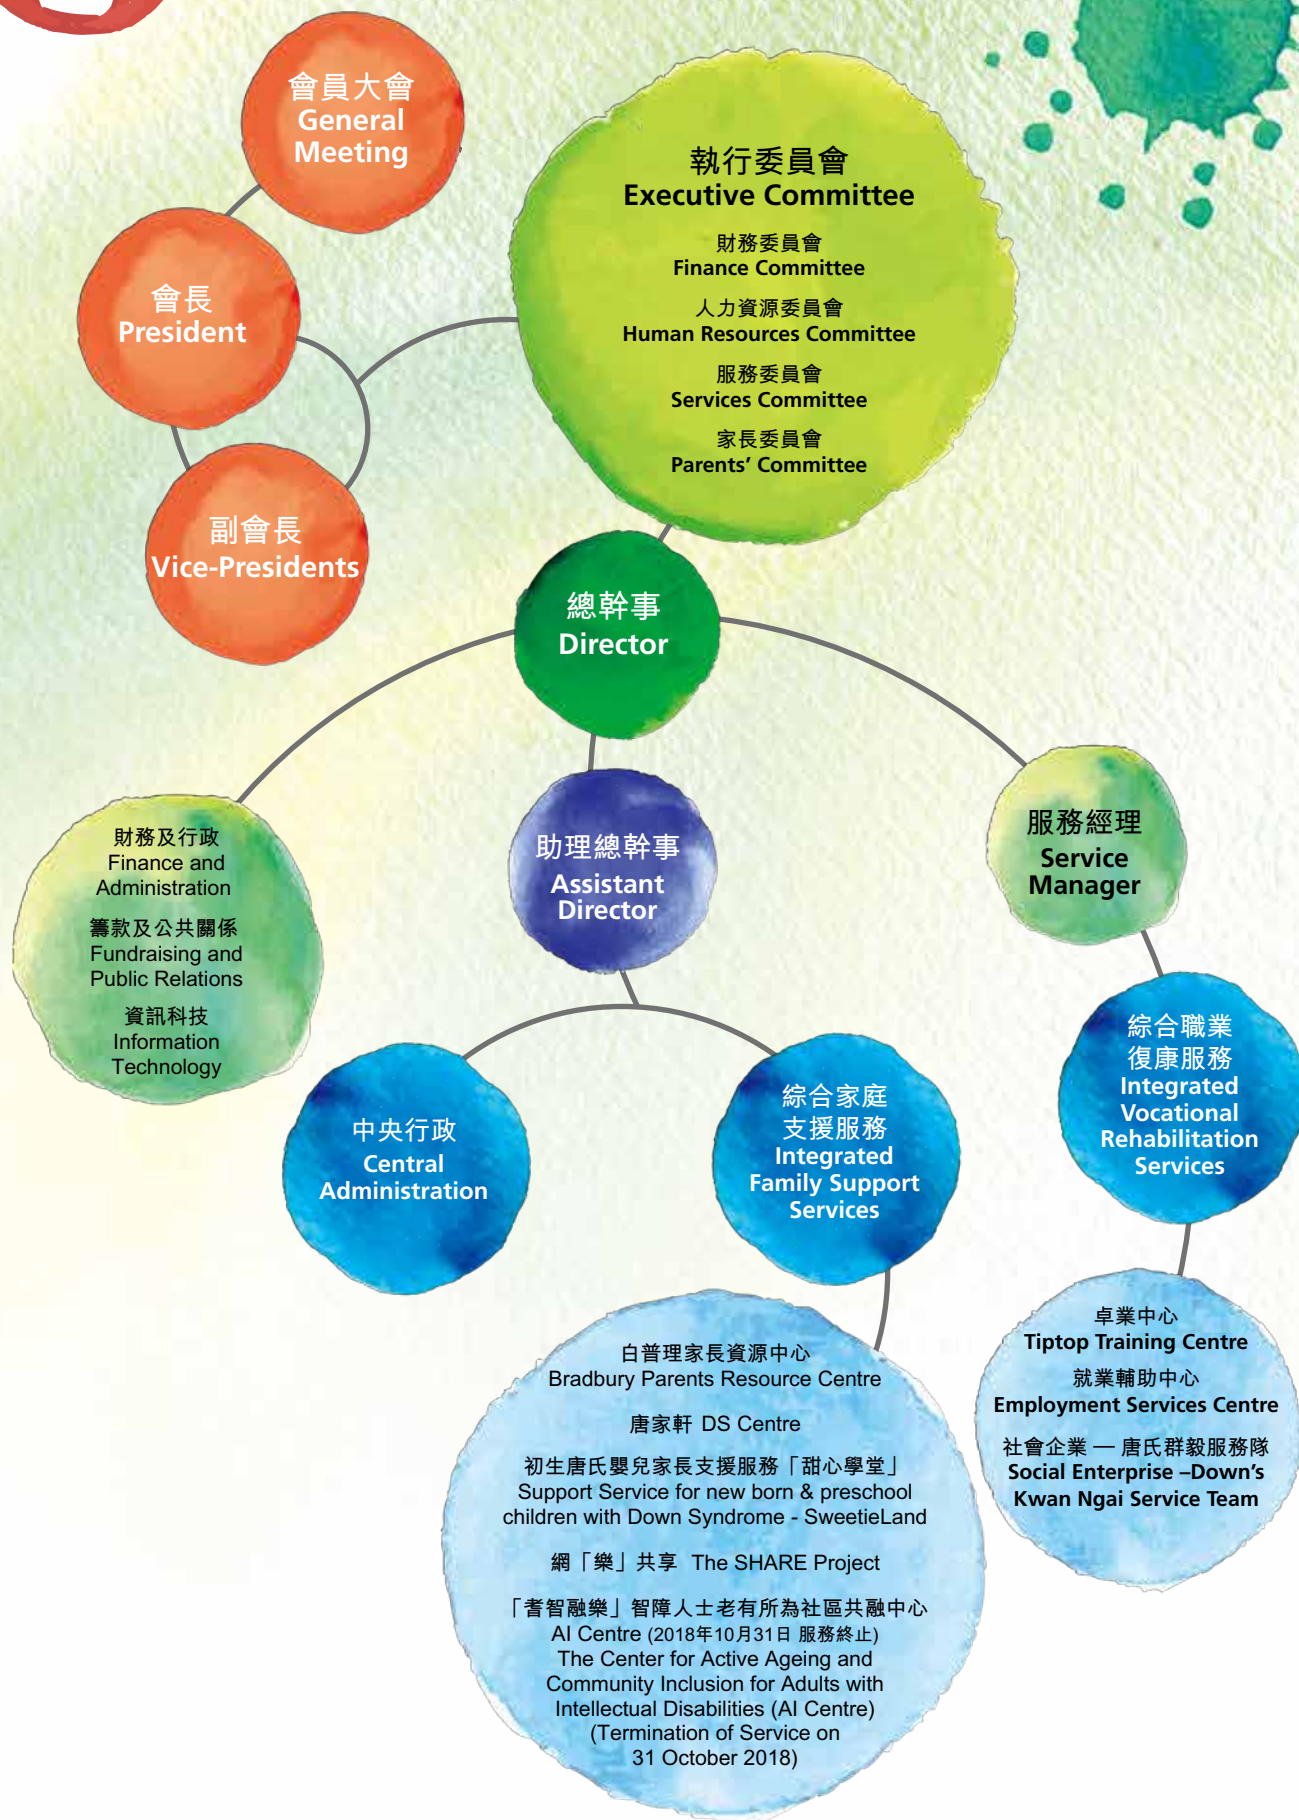 會員大會
General
Meeting
會長
President
副會長
Vice-Presidents
執行委員會
Executive Committee
財務委員會
Finance Committee
人力資源委員會
Human Resources Committee
服務委員會
Services Committee
家長委員會
Parents’ Committee
總幹事
Director
財務及行政
Finance and
Administration
籌款及公共關係
Fundraising and
Public Relations
資訊科技
Information
Technology
助理總幹事
Assistant
Director
服務經理
Service
Manager
中央行政
Central
Administration
綜合家庭
支援服務
Integrated
Family Support
Services
綜合職業
復康服務
Integrated
Vocational
Rehabilitation
Services
白普理家長資源中心
Bradbury Parents Resource Centre
唐家軒 DS Centre
初生唐氏嬰兒家長支援服務「甜心學堂」
Support Service for new born & preschool
children with Down Syndrome - SweetieLand
網「樂」共享 The SHARE Project
「耆智融樂」智障人士老有所為社區共融中心
AI Centre (2018年10月31日 服務終止)
The Center for Active Ageing and
Community Inclusion for Adults with
Intellectual Disabilities (AI Centre)
(Termination of Service on
31 October 2018)
卓業中心
Tiptop Training Centre
就業輔助中心
Employment Services Centre
社會企業 — 唐氏群毅服務隊
Social Enterprise –Down’s
Kwan Ngai Service Team